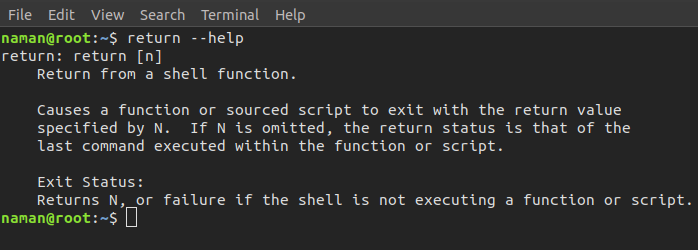 File Edit View Search Terminal Help
naman@root:~$ return --help
return: return [n]
    Return from a shell function.

    Causes a function or sourced script to exit with the return value
    specified by N.  If N is omitted, the return status is that of the
    last command executed within the function or script.

    Exit Status:
    Returns N, or failure if the shell is not executing a function or script.
naman@root:~$